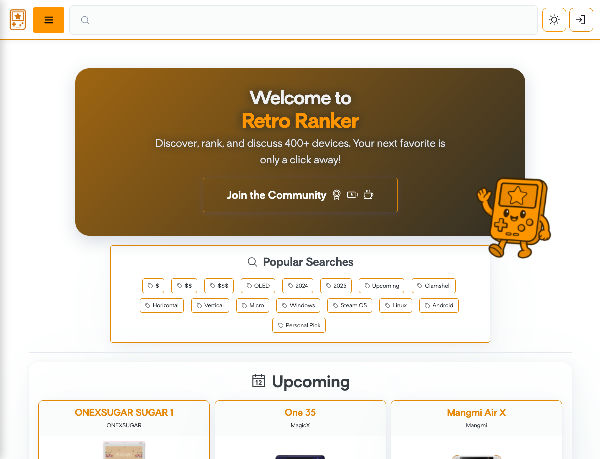 Welcome to
Retro Ranker
Discover, rank, and discuss 400+ devices. Your next favorite is
only a click away!
Join the Community
Popular Searches
$ $$ $$$ OLED 2024 2025 Upcoming Clamshell
Horizontal Vertical Micro Windows Steam OS Linux Android
Personal Pick
12 Upcoming
ONEXSUGAR SUGAR 1 One 35 Mangmi Air X
ONEXSUGAR MagicX Mangmi